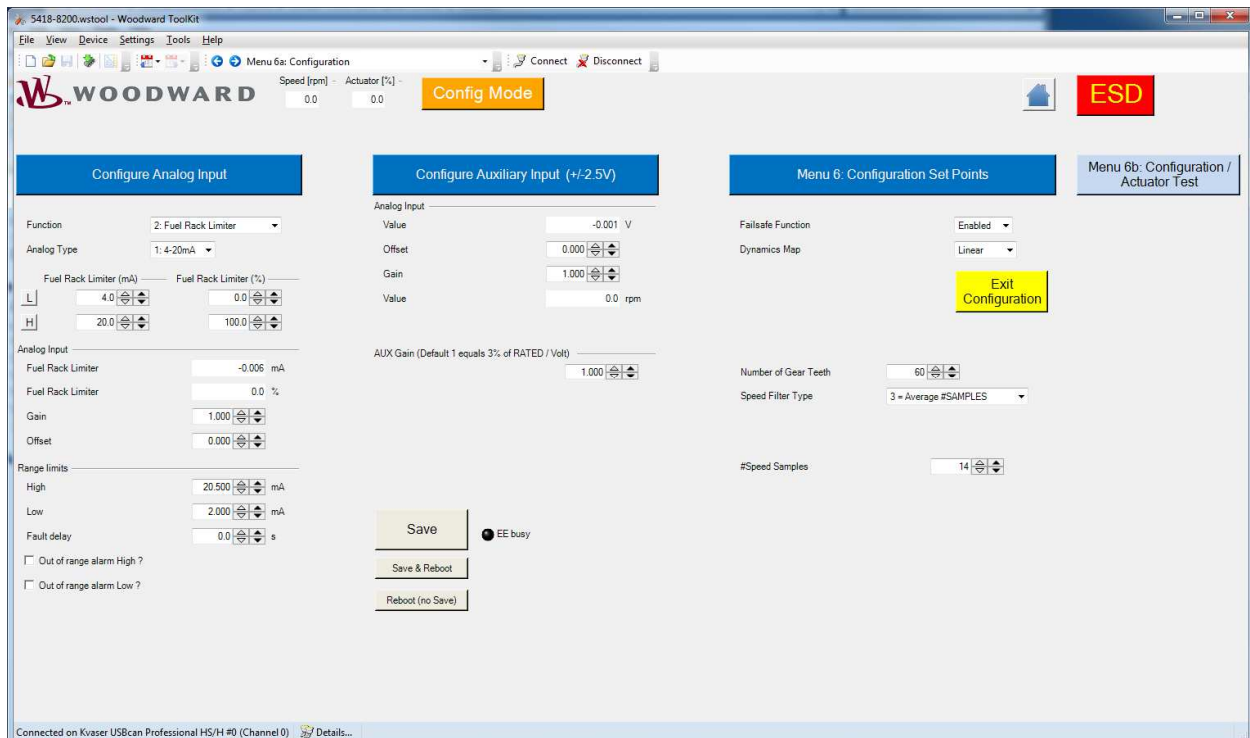 5418-8200.wstool - Woodward ToolKit
File View Device Settings Tools Help
Menu 6a: Configuration Connect Disconnect
WOODWARD
Speed [rpm] Actuator [%]
0.0 0.0
Config Mode
ESD
Configure Analog Input
Function 2: Fuel Rack Limiter
Analog Type 1: 4-20mA
Fuel Rack Limiter (mA) Fuel Rack Limiter (%)
L 4.0 0.0
H 20.0 100.0
Analog Input
Fuel Rack Limiter -0.006 mA
Fuel Rack Limiter 0.0 %
Gain 1.000
Offset 0.000
Range limits
High 20.500 mA
Low 2.000 mA
Fault delay 0.0 s
Out of range alarm High ?
Out of range alarm Low ?
Configure Auxiliary Input (+/-2.5V)
Analog Input
Value -0.001 V
Offset 0.000
Gain 1.000
Value 0.0 rpm
AUX Gain (Default 1 equals 3% of RATED / Volt)
1.000
Save EE busy
Save & Reboot
Reboot (no Save)
Menu 6: Configuration Set Points
Failsafe Function Enabled
Dynamics Map Linear
Exit
Configuration
Number of Gear Teeth 60
Speed Filter Type 3 = Average #SAMPLES
#Speed Samples 14
Menu 6b: Configuration /
Actuator Test
Connected on Kvaser USBcan Professional HS/H #0 (Channel 0) Details...